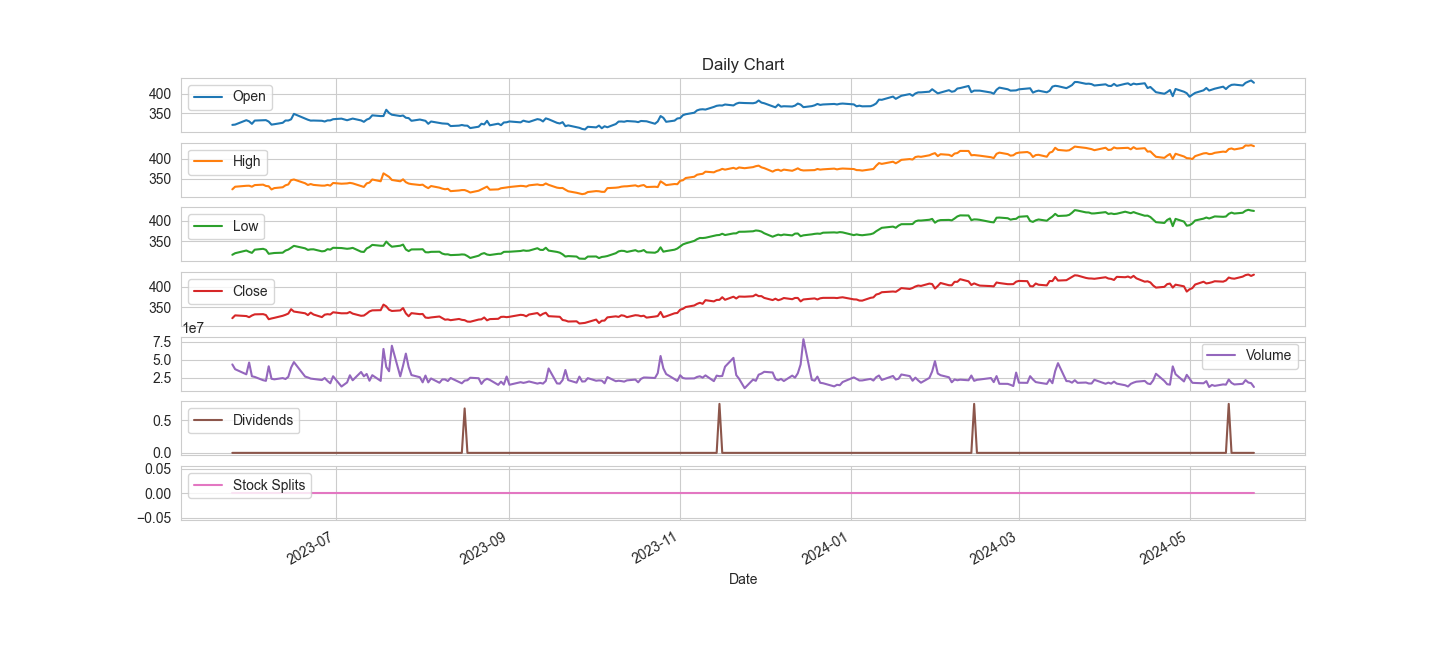 Daily Chart
400
350
Open
400
350
High
400
350
Low
400
350
Close
1e7
7.5
5.0
2.5
Volume
0.5
0.0
Dividends
0.05
0.00
−0.05
Stock Splits
2023-07
2023-09
2023-11
2024-01
2024-03
2024-05
Date